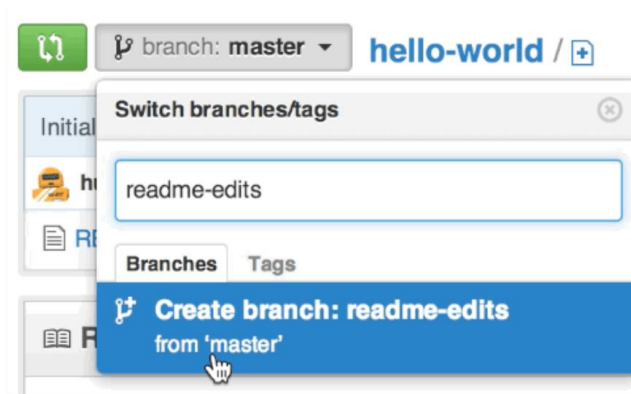 branch: master
hello-world /
Switch branches/tags
Initial
readme-edits
Branches Tags
Create branch: readme-edits
from 'master'